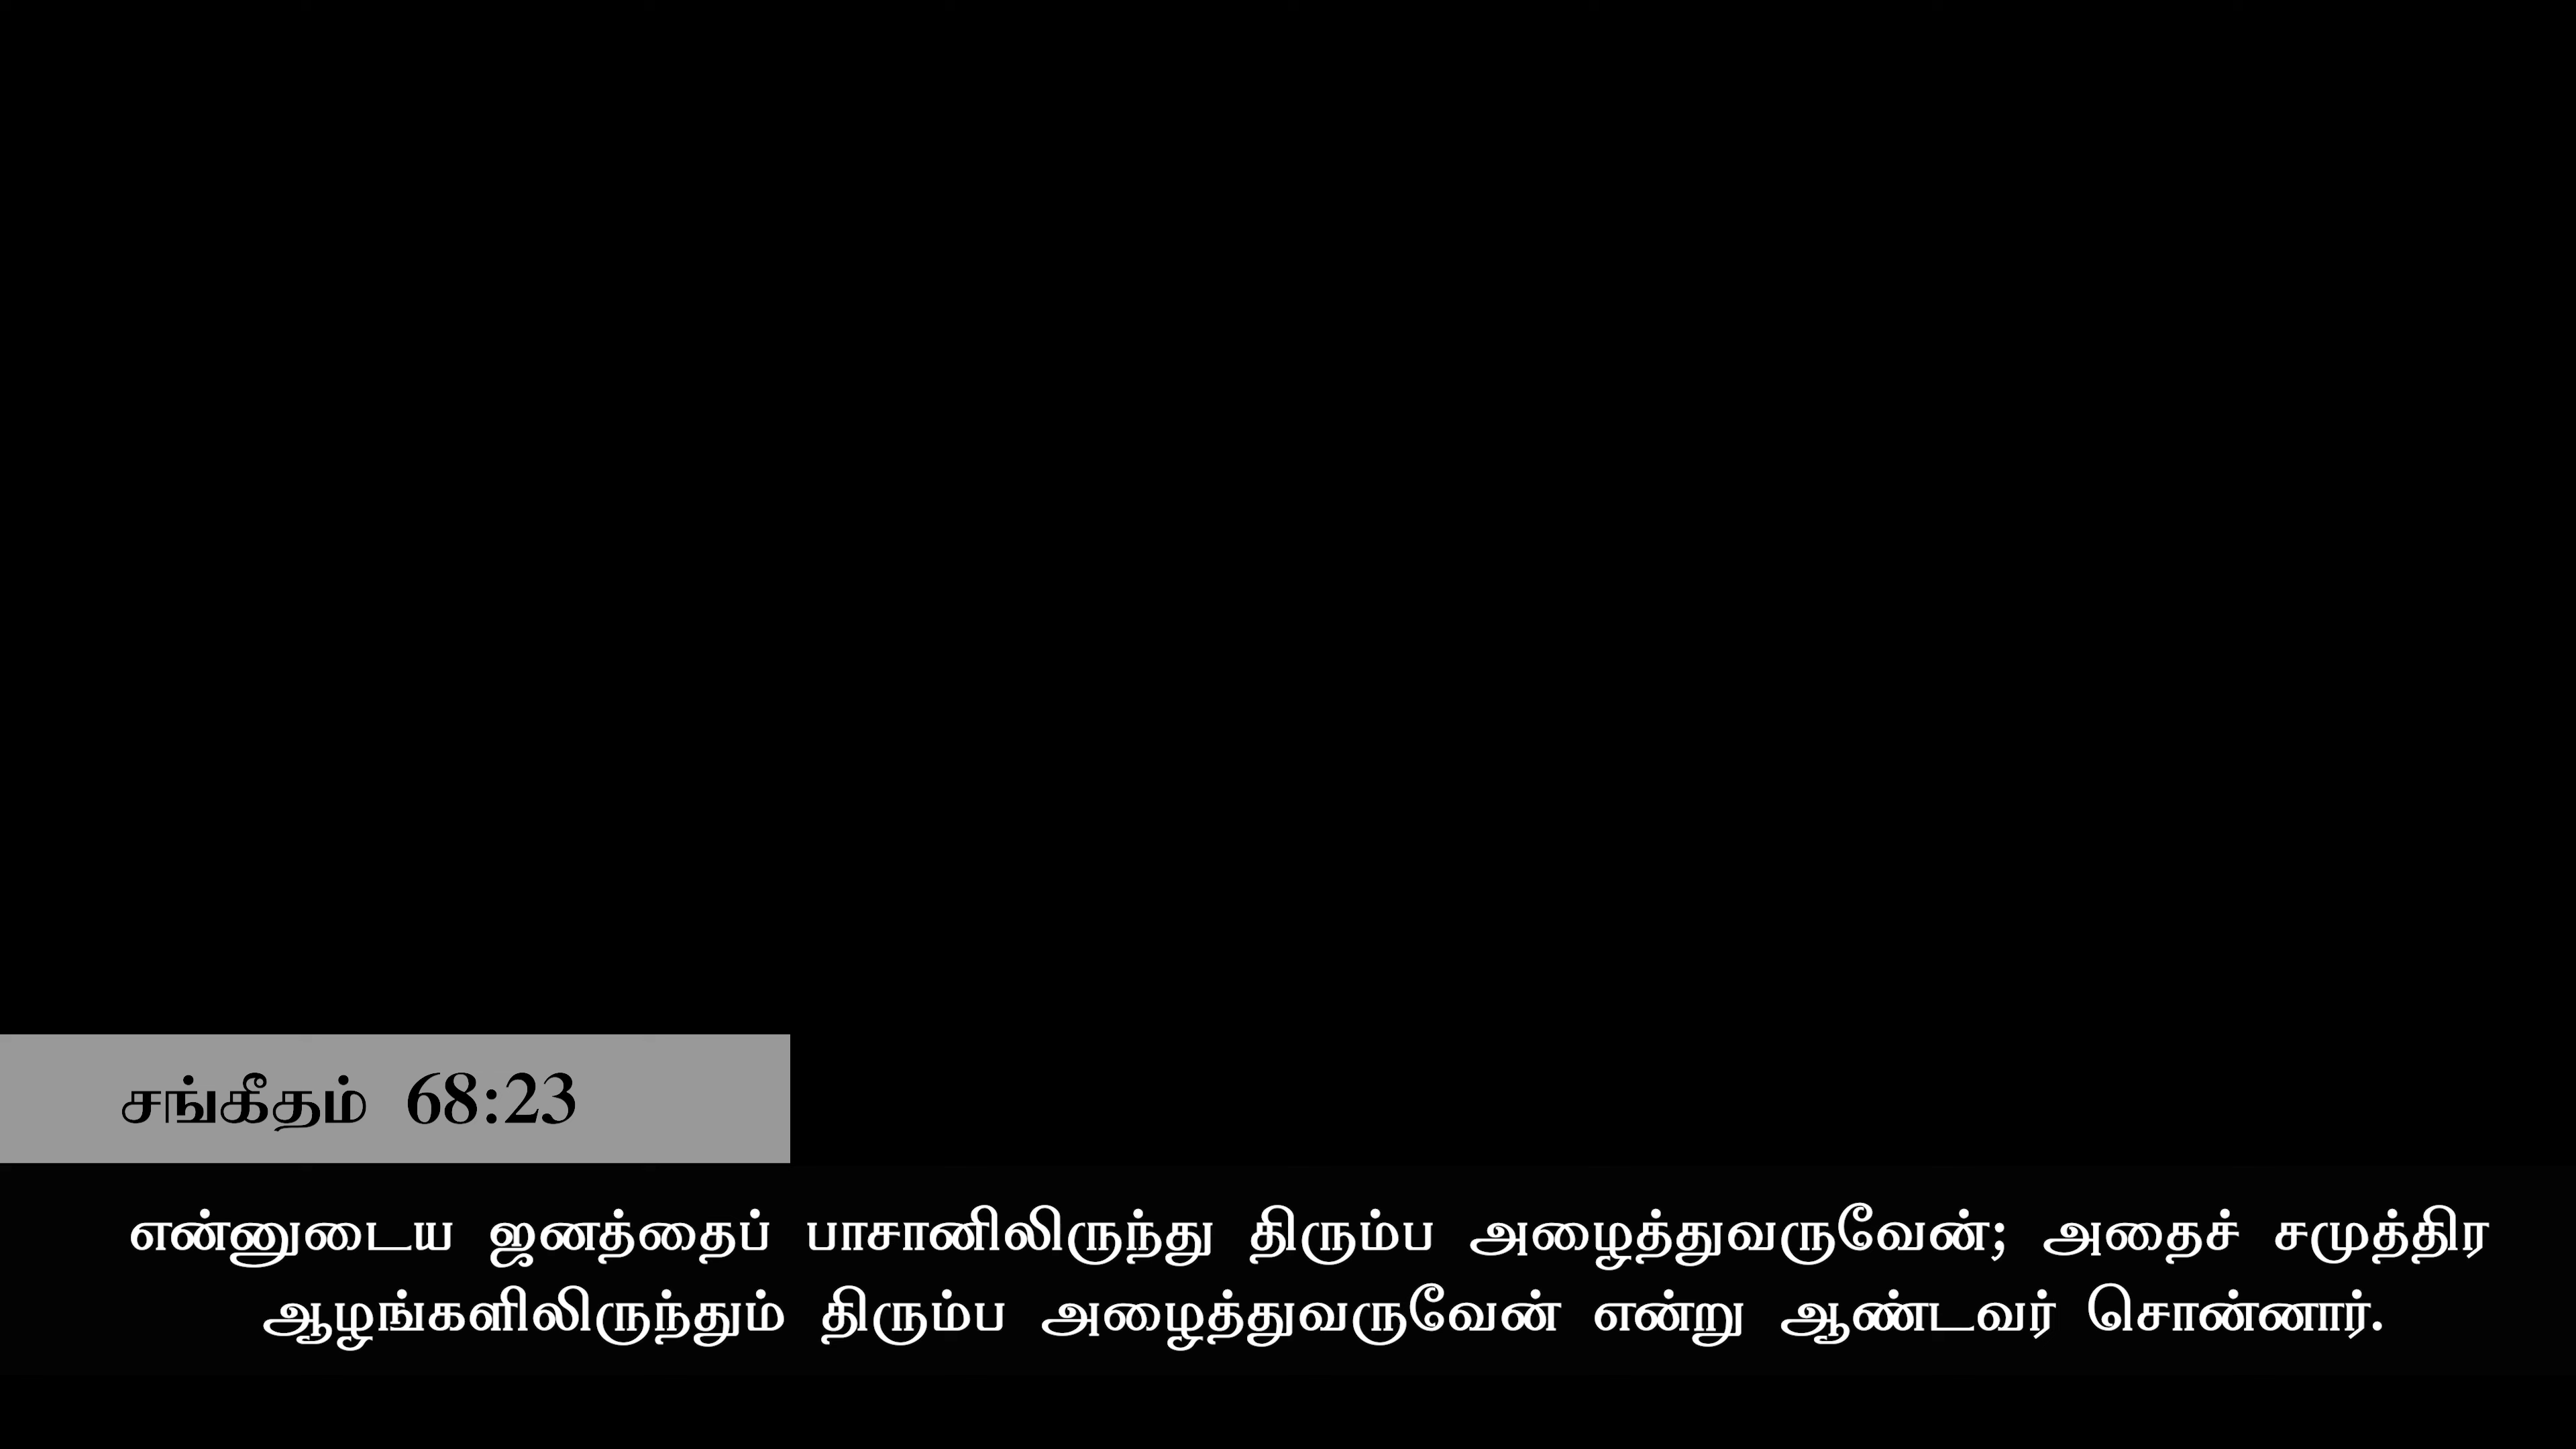 சங்கீதம் 68:23
என்னுடைய ஜனத்தைப் பாசானிலிருந்து திரும்ப அழைத்துவருவேன்; அதைச் சமுத்திர
ஆழங்களிலிருந்தும் திரும்ப அழைத்துவருவேன் என்று ஆண்டவர் சொன்னார்.